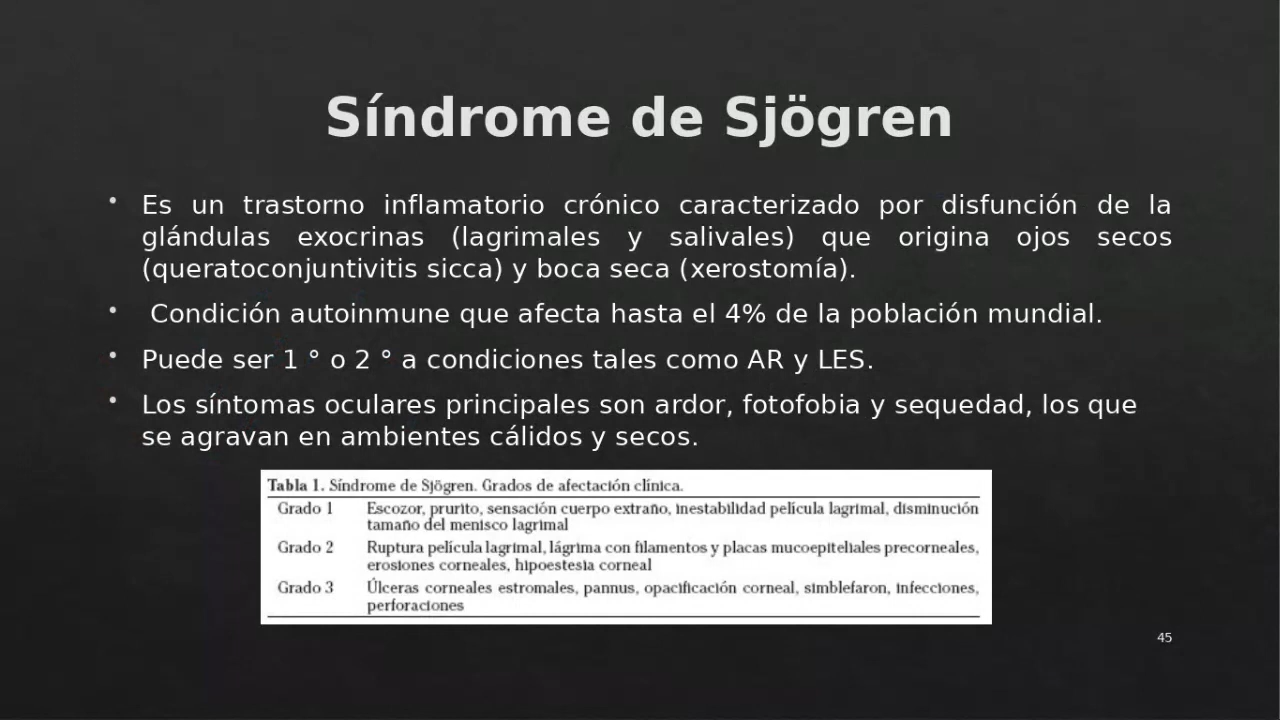 Síndrome de Sjögren
• Es un trastorno inflamatorio crónico caracterizado por disfunción de la
glándulas exocrinas (lagrimales y salivales) que origina ojos secos
(queratoconjuntivitis sicca) y boca seca (xerostomía).
• Condición autoinmune que afecta hasta el 4% de la población mundial.
• Puede ser 1 ° o 2 ° a condiciones tales como AR y LES.
• Los síntomas oculares principales son ardor, fotofobia y sequedad, los que
se agravan en ambientes cálidos y secos.
Tabla 1. Síndrome de Sjögren. Grados de afectación clínica.
Grado 1 Escozor, prurito, sensación cuerpo extraño, inestabilidad película lagrimal, disminución
tamaño del menisco lagrimal
Grado 2 Ruptura película lagrimal, lágrima con filamentos y placas mucoepiteliales precorneales,
erosiones corneales, hipoestesia corneal
Grado 3 Úlceras corneales estromales, pannus, opacificación corneal, simblefaron, infecciones,
perforaciones
45